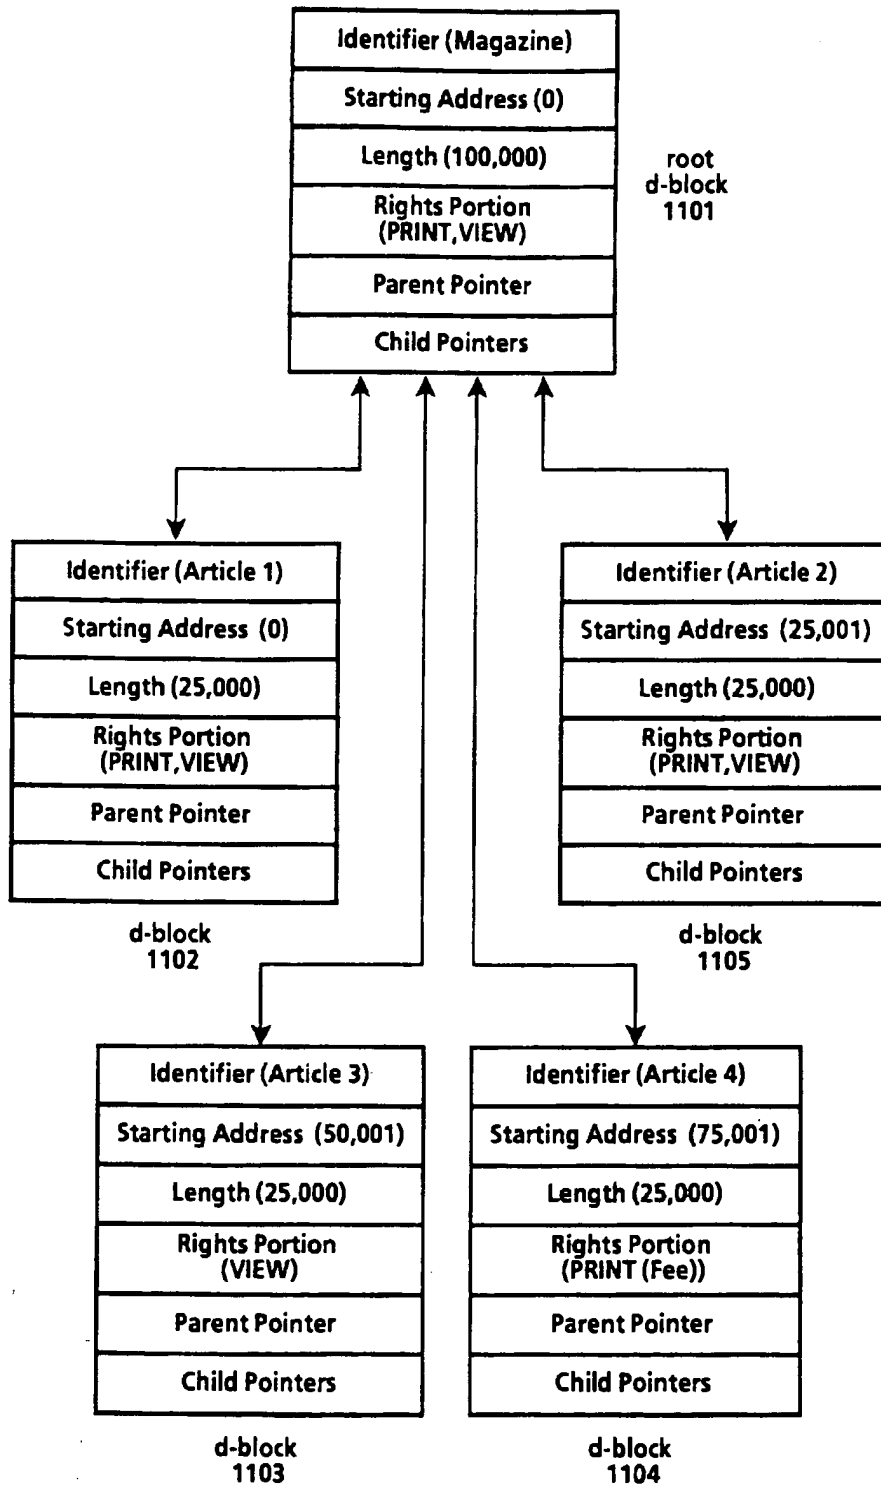 Identifier (Magazine)
Starting Address (0)
Length (100,000)
Rights Portion
(PRINT,VIEW)
Parent Pointer
Child Pointers
root
d-block
1101
Identifier (Article 1)
Starting Address (0)
Length (25,000)
Rights Portion
(PRINT,VIEW)
Parent Pointer
Child Pointers
d-block
1102
Identifier (Article 2)
Starting Address (25,001)
Length (25,000)
Rights Portion
(PRINT,VIEW)
Parent Pointer
Child Pointers
d-block
1105
Identifier (Article 3)
Starting Address (50,001)
Length (25,000)
Rights Portion
(VIEW)
Parent Pointer
Child Pointers
d-block
1103
Identifier (Article 4)
Starting Address (75,001)
Length (25,000)
Rights Portion
(PRINT (Fee))
Parent Pointer
Child Pointers
d-block
1104